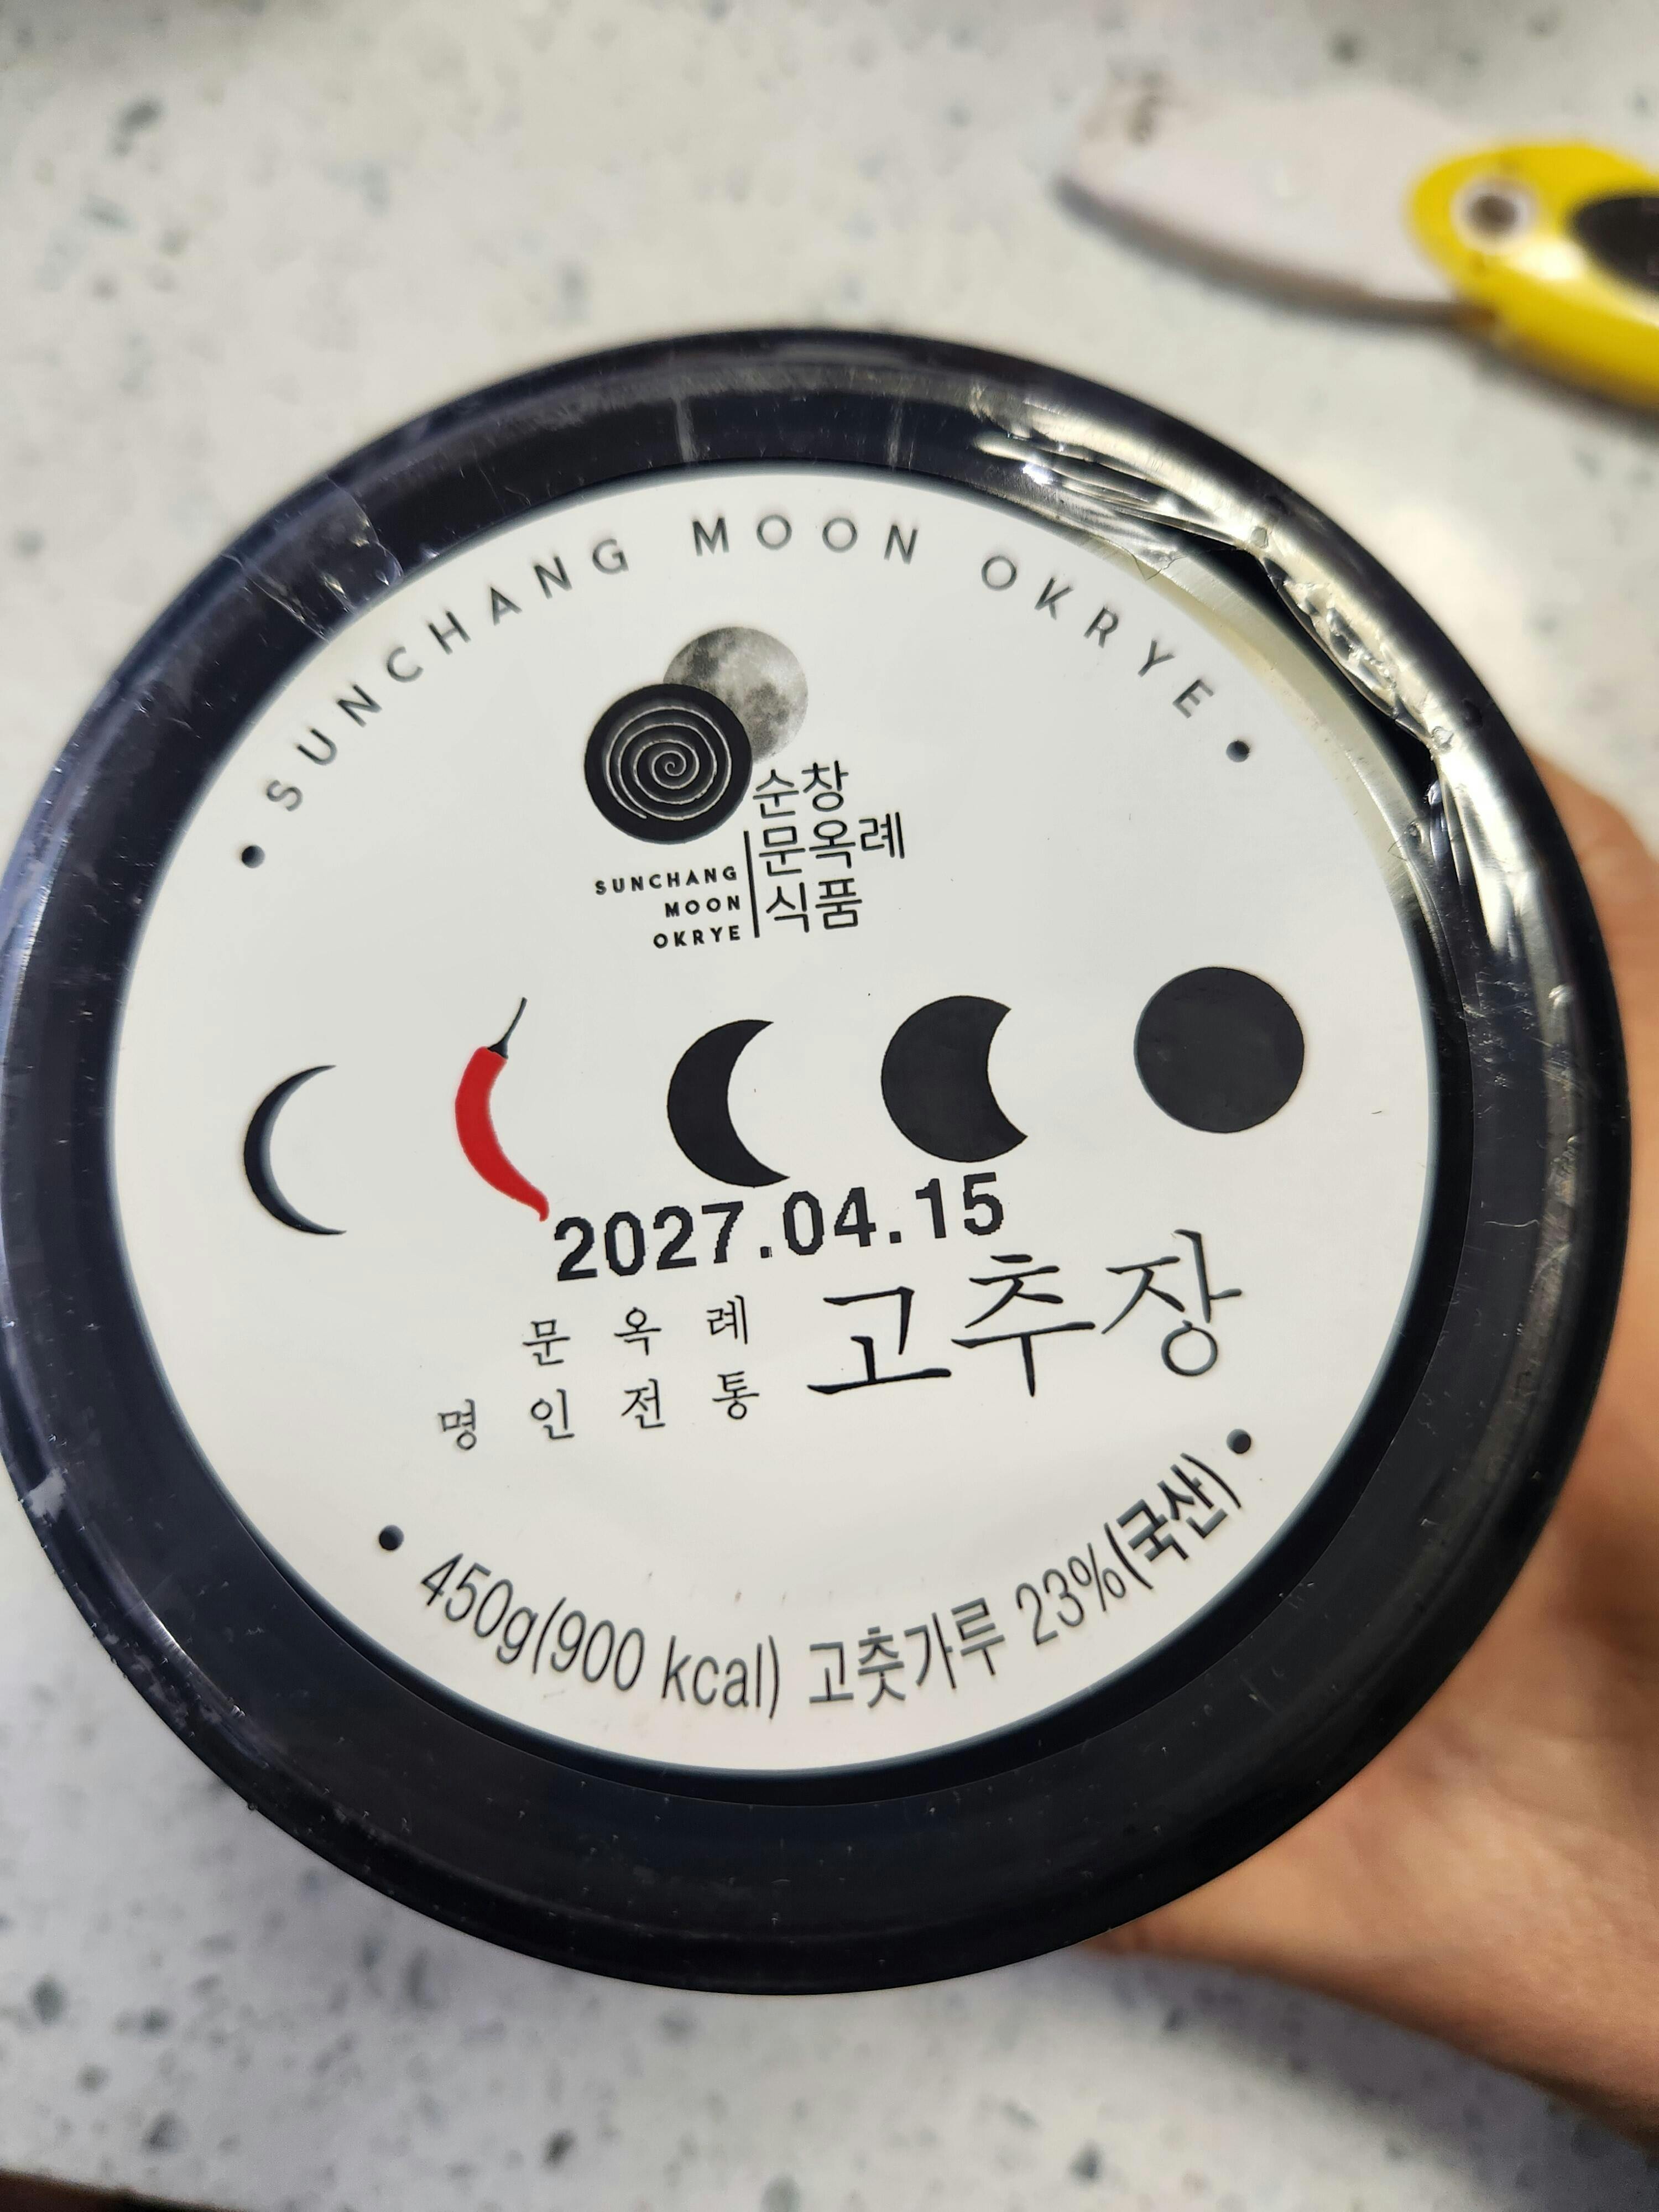 SUNCHANG MOON OKRYE
순창
문옥례
식품
SUNCHANG
MOON
OKRYE
2027.04.15
문옥례
명인전통
고추장
450g(900 kcal) 고춧가루 23%(국산)